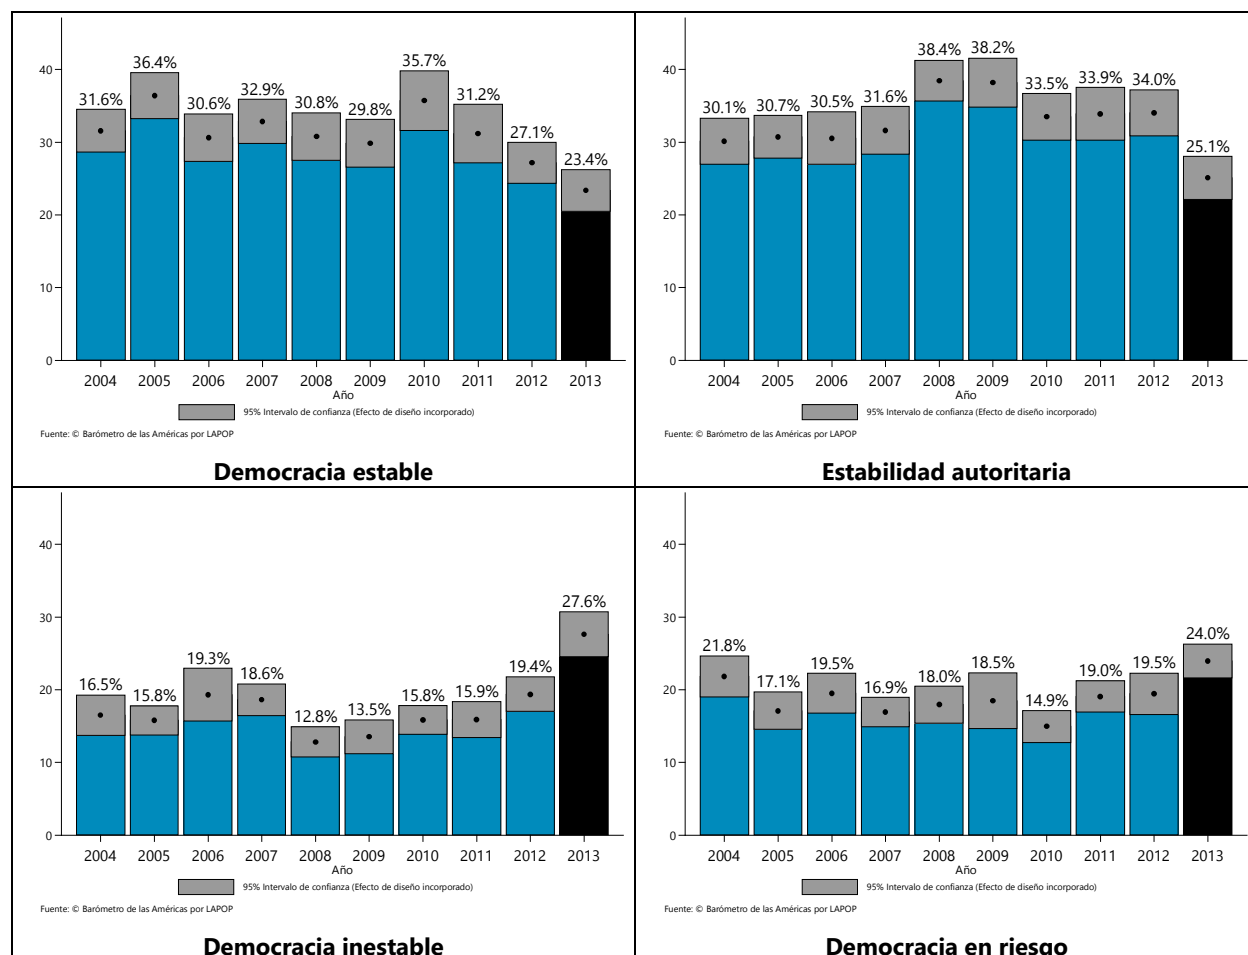 31.6% 36.4% 30.6% 32.9% 30.8% 29.8% 35.7% 31.2% 27.1% 23.4%
40
30
20
10
0
2004 2005 2006 2007 2008 2009 2010 2011 2012 2013
Año
95% Intervalo de confianza (Efecto de diseño incorporado)
Fuente: © Barómetro de las Américas por LAPOP
Democracia estable
30.1% 30.7% 30.5% 31.6% 38.4% 38.2% 33.5% 33.9% 34.0% 25.1%
40
30
20
10
0
2004 2005 2006 2007 2008 2009 2010 2011 2012 2013
Año
95% Intervalo de confianza (Efecto de diseño incorporado)
Fuente: © Barómetro de las Américas por LAPOP
Estabilidad autoritaria
16.5% 15.8% 19.3% 18.6% 12.8% 13.5% 15.8% 15.9% 19.4% 27.6%
40
30
20
10
0
2004 2005 2006 2007 2008 2009 2010 2011 2012 2013
Año
95% Intervalo de confianza (Efecto de diseño incorporado)
Fuente: © Barómetro de las Américas por LAPOP
Democracia inestable
21.8% 17.1% 19.5% 16.9% 18.0% 18.5% 14.9% 19.0% 19.5% 24.0%
40
30
20
10
0
2004 2005 2006 2007 2008 2009 2010 2011 2012 2013
Año
95% Intervalo de confianza (Efecto de diseño incorporado)
Fuente: © Barómetro de las Américas por LAPOP
Democracia en riesgo